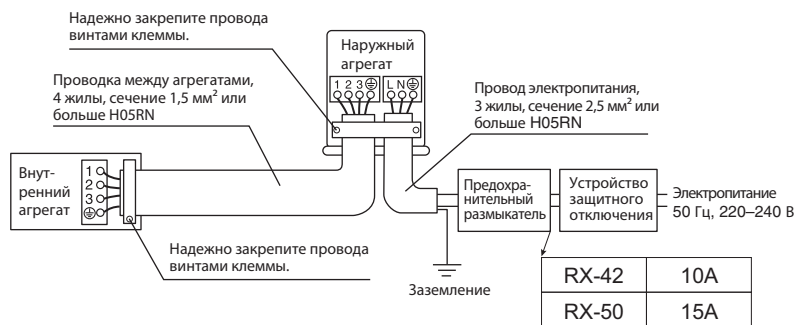 Надежно закрепите провода
винтами клеммы.
Наружный
агрегат
1 2 3
L N
Проводка между агрегатами,
4 жилы, сечение 1,5 мм² или
больше H05RN
Провод электропитания,
3 жилы, сечение 2,5 мм² или
больше H05RN
Внут-
ренний
агрегат
1
2
3
Предохра-
нительный
размыкатель
Устройство
защитного
отключения
Электропитание
50 Гц, 220–240 В
Надежно закрепите провода
винтами клеммы.
Заземление
RX-42 10A
RX-50 15A